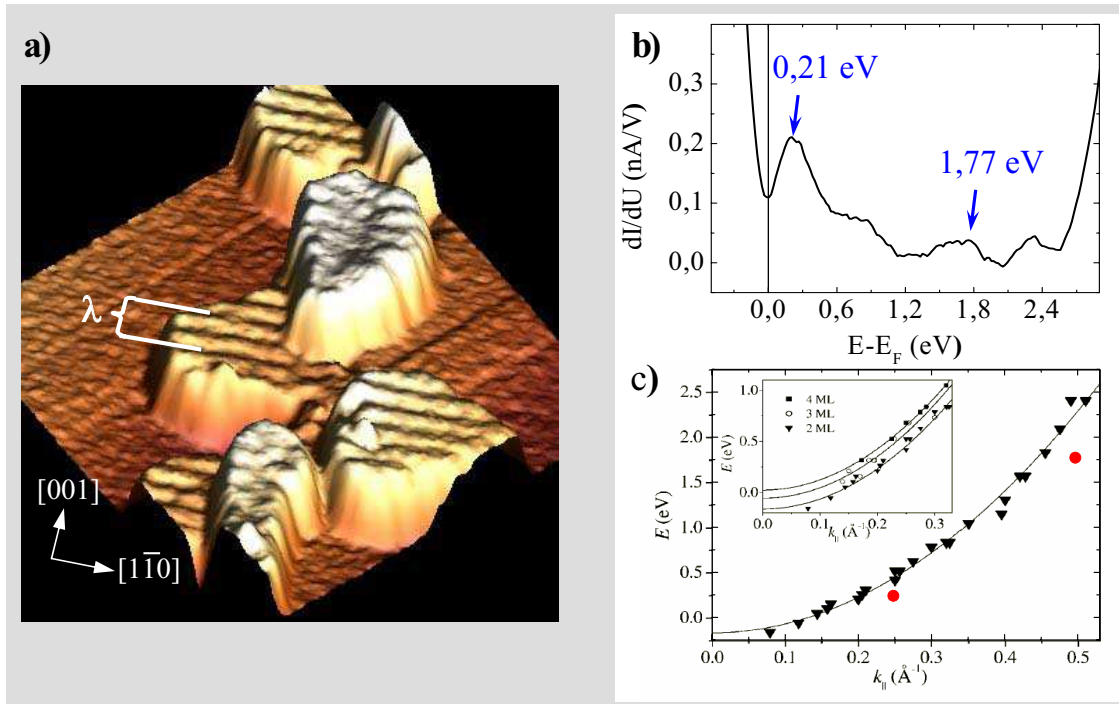 a)
λ
[001]
[11̅0]
b)
0,21 eV
1,77 eV
dI/dU (nA/V)
0,3
0,2
0,1
0,0
0,0 0,6 1,2 1,8 2,4
E-E_F (eV)
c)
E (eV)
2.5
2.0
1.5
1.0
0.5
0.0
0.0 0.1 0.2 0.3 0.4 0.5
k_|| (Å⁻¹)
E (eV)
1.0
0.5
0.0
4 ML
3 ML
2 ML
0.0 0.1 0.2 0.3
k_|| (Å⁻¹)